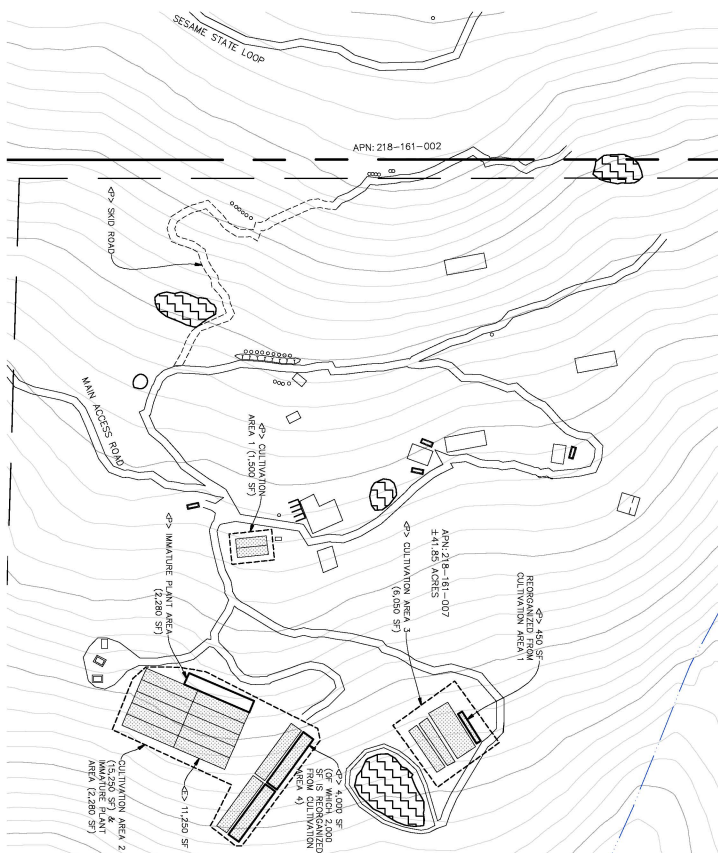 SESAME STATE LOOP
APN: 218-161-002
<P> SKID ROAD
MAIN ACCESS ROAD
<P> CULTIVATION
AREA 1 (1,500 SF)
<P> IMMATURE PLANT AREA
(2,280 SF)
APN:218-161-007
±41.85 ACRES
<P> CULTIVATION AREA 3
(6,050 SF)
<P> 450 SF
REORGANIZED FROM
CULTIVATION AREA 1
<P> 4,000 SF
(OF WHICH 2,000
SF IS REORGANIZED
FROM CULTIVATION
AREA 4)
<E> 11,250 SF
CULTIVATION AREA 2
(15,250 SF) &
IMMATURE PLANT
AREA (2,280 SF)